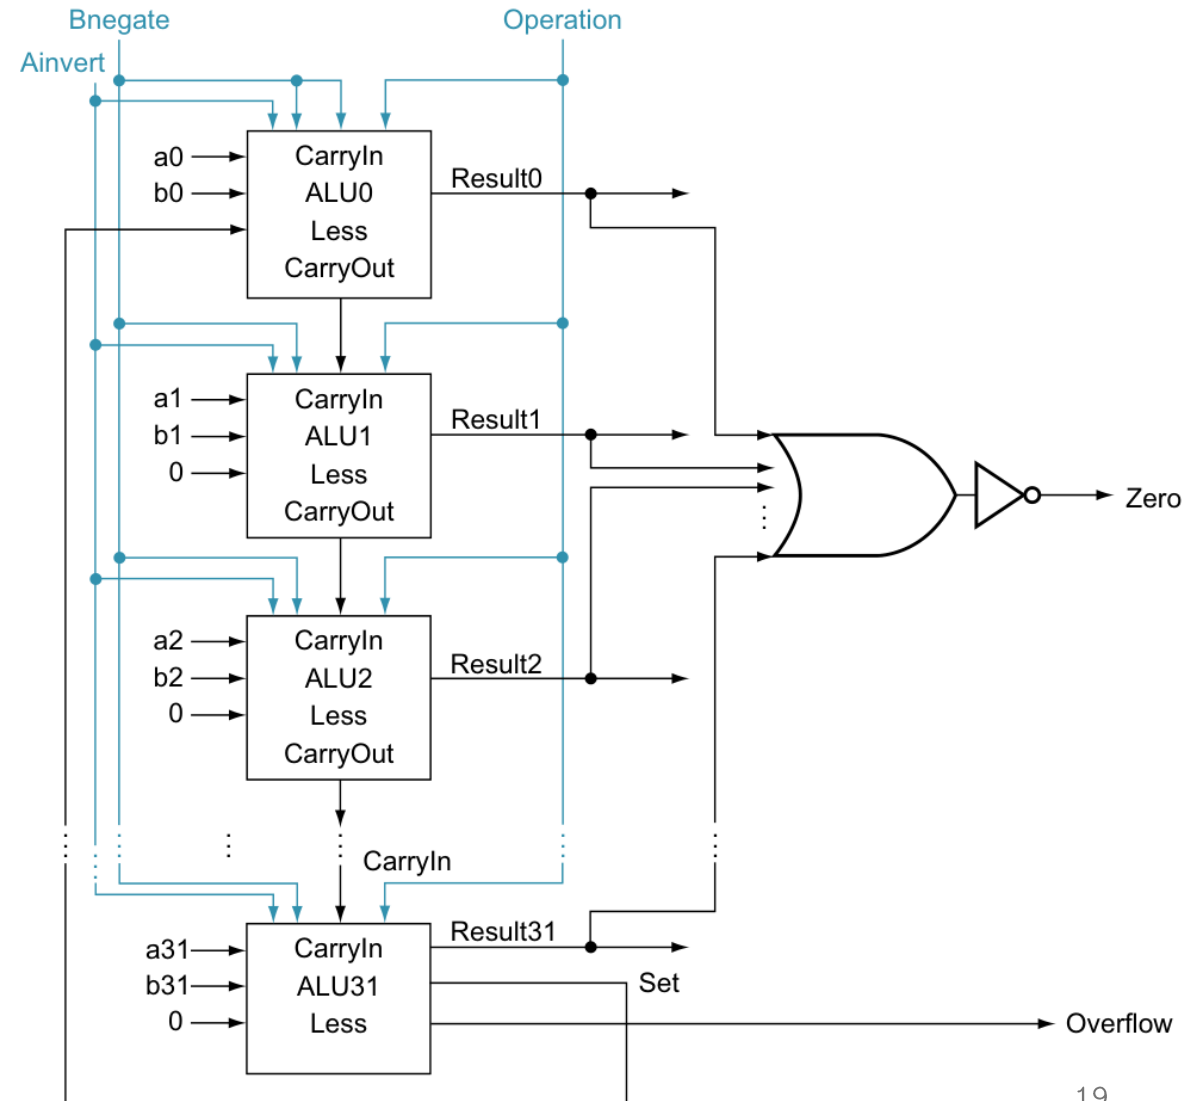 Bnegate
Operation
Ainvert
a0
CarryIn
Result0
b0
ALU0
Less
CarryOut
a1
CarryIn
Result1
b1
ALU1
0
Less
CarryOut
a2
CarryIn
Result2
b2
ALU2
0
Less
CarryOut
Zero
CarryIn
a31
CarryIn
Result31
b31
ALU31
Set
0
Less
Overflow
19